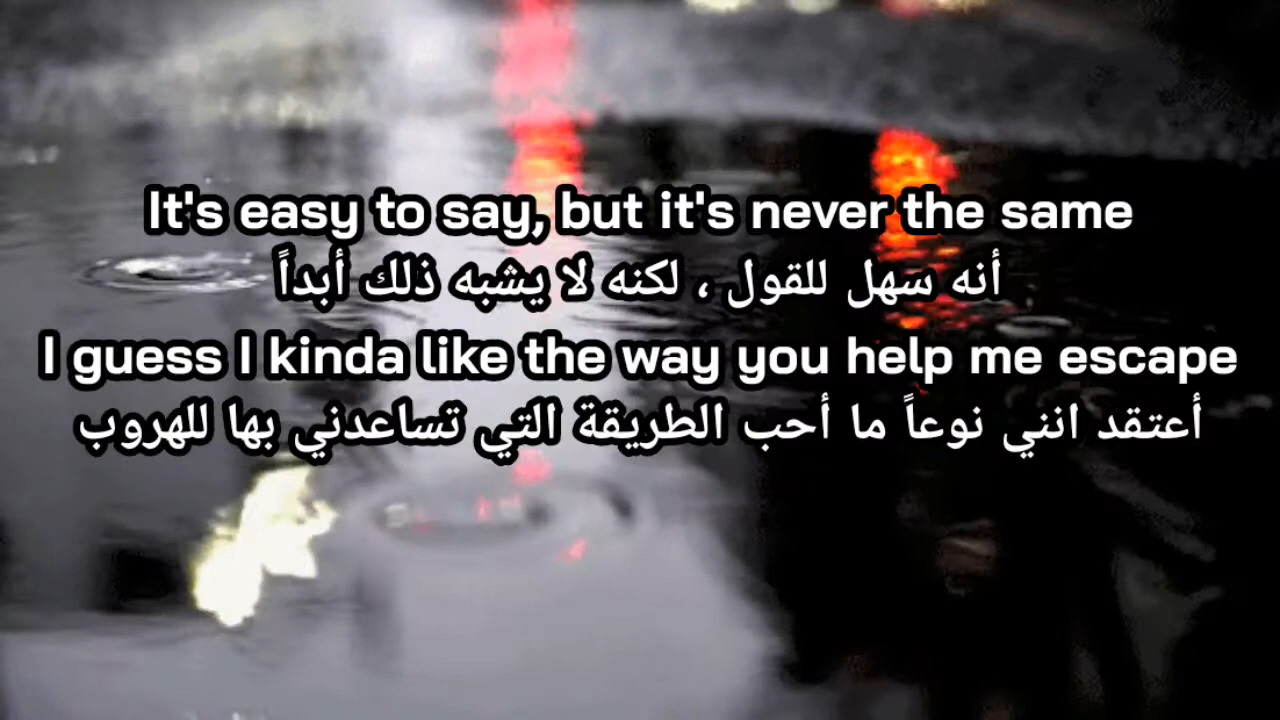 It's easy to say, but it's never the same
أنه سهل للقول ، لكنه لا يشبه ذلك أبداً
I guess I kinda like the way you help me escape
أعتقد انني نوعاً ما أحب الطريقة التي تساعدني بها للهروب